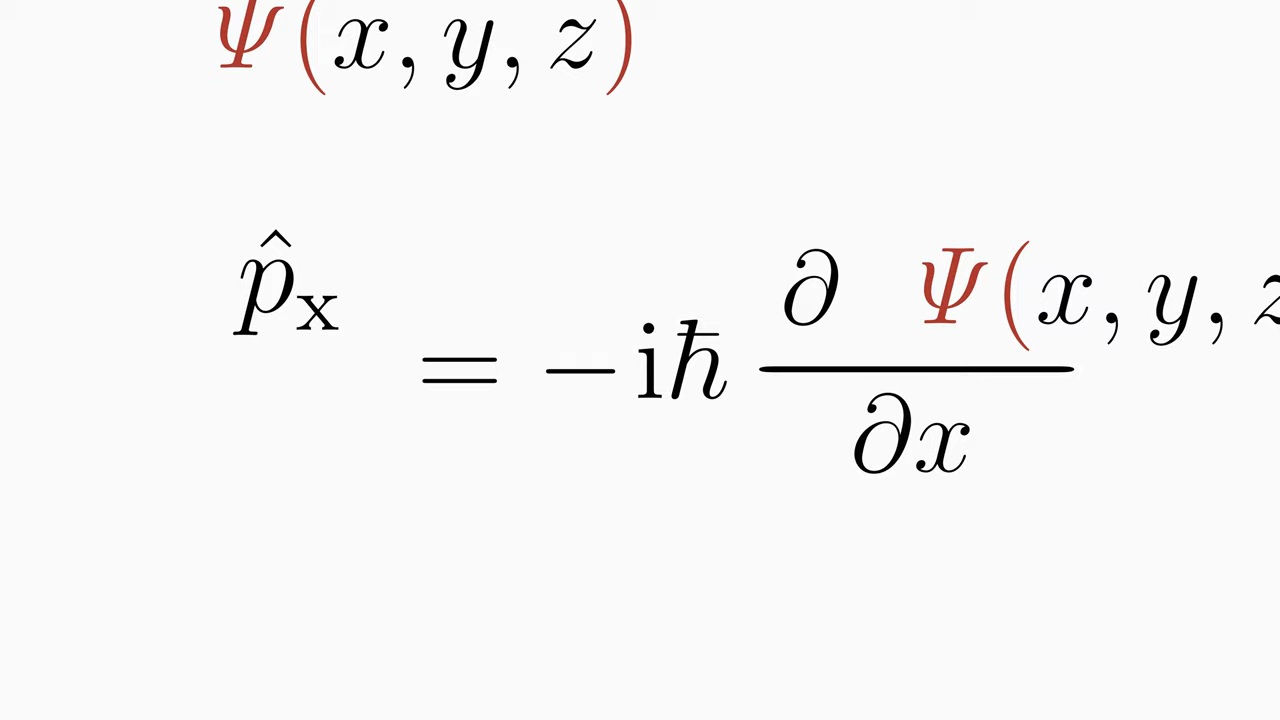 Ψ(x, y, z)
p̂ₓ = − iħ ∂ Ψ(x, y, z
∂x